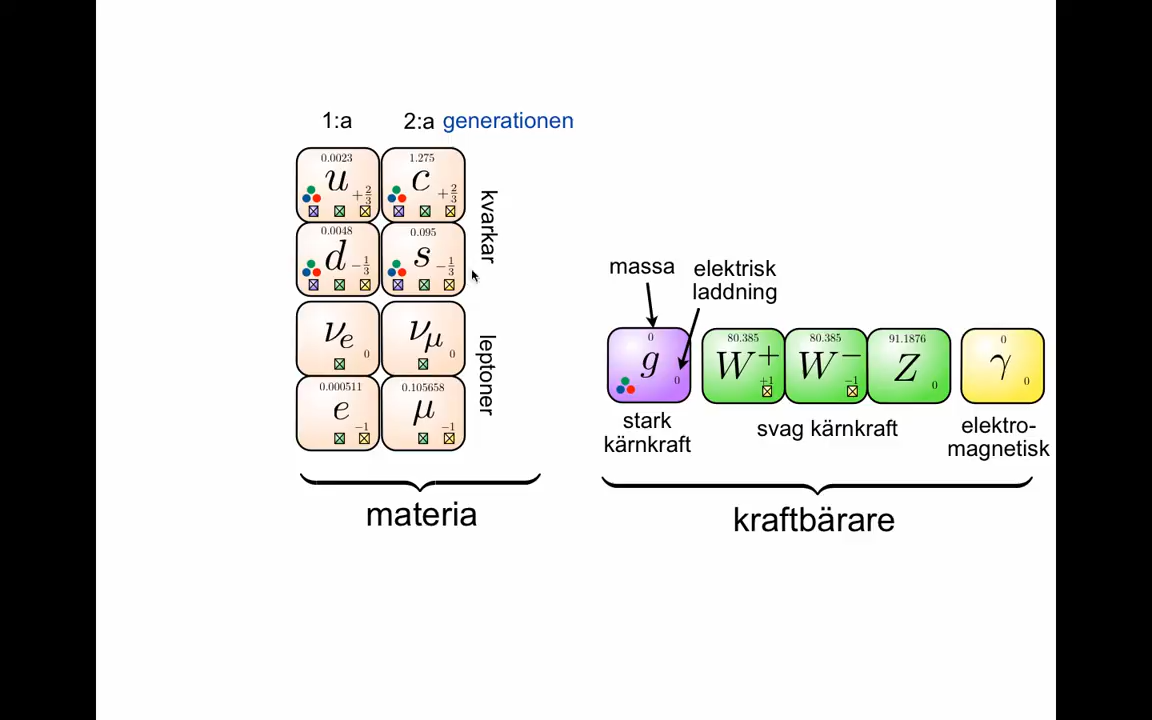 1:a 2:a generationen
0.0023 1.275
u +2/3 c +2/3
0.0048 0.095
d −1/3 s −1/3
kvarkar
νe 0 νμ 0
0.000511 0.105658
e −1 μ −1
leptoner
materia
massa elektrisk
laddning
0 80.385 80.385 91.1876 0
g 0 W+ +1 W− −1 Z 0 γ 0
stark
kärnkraft
svag kärnkraft
elektro-
magnetisk
kraftbärare